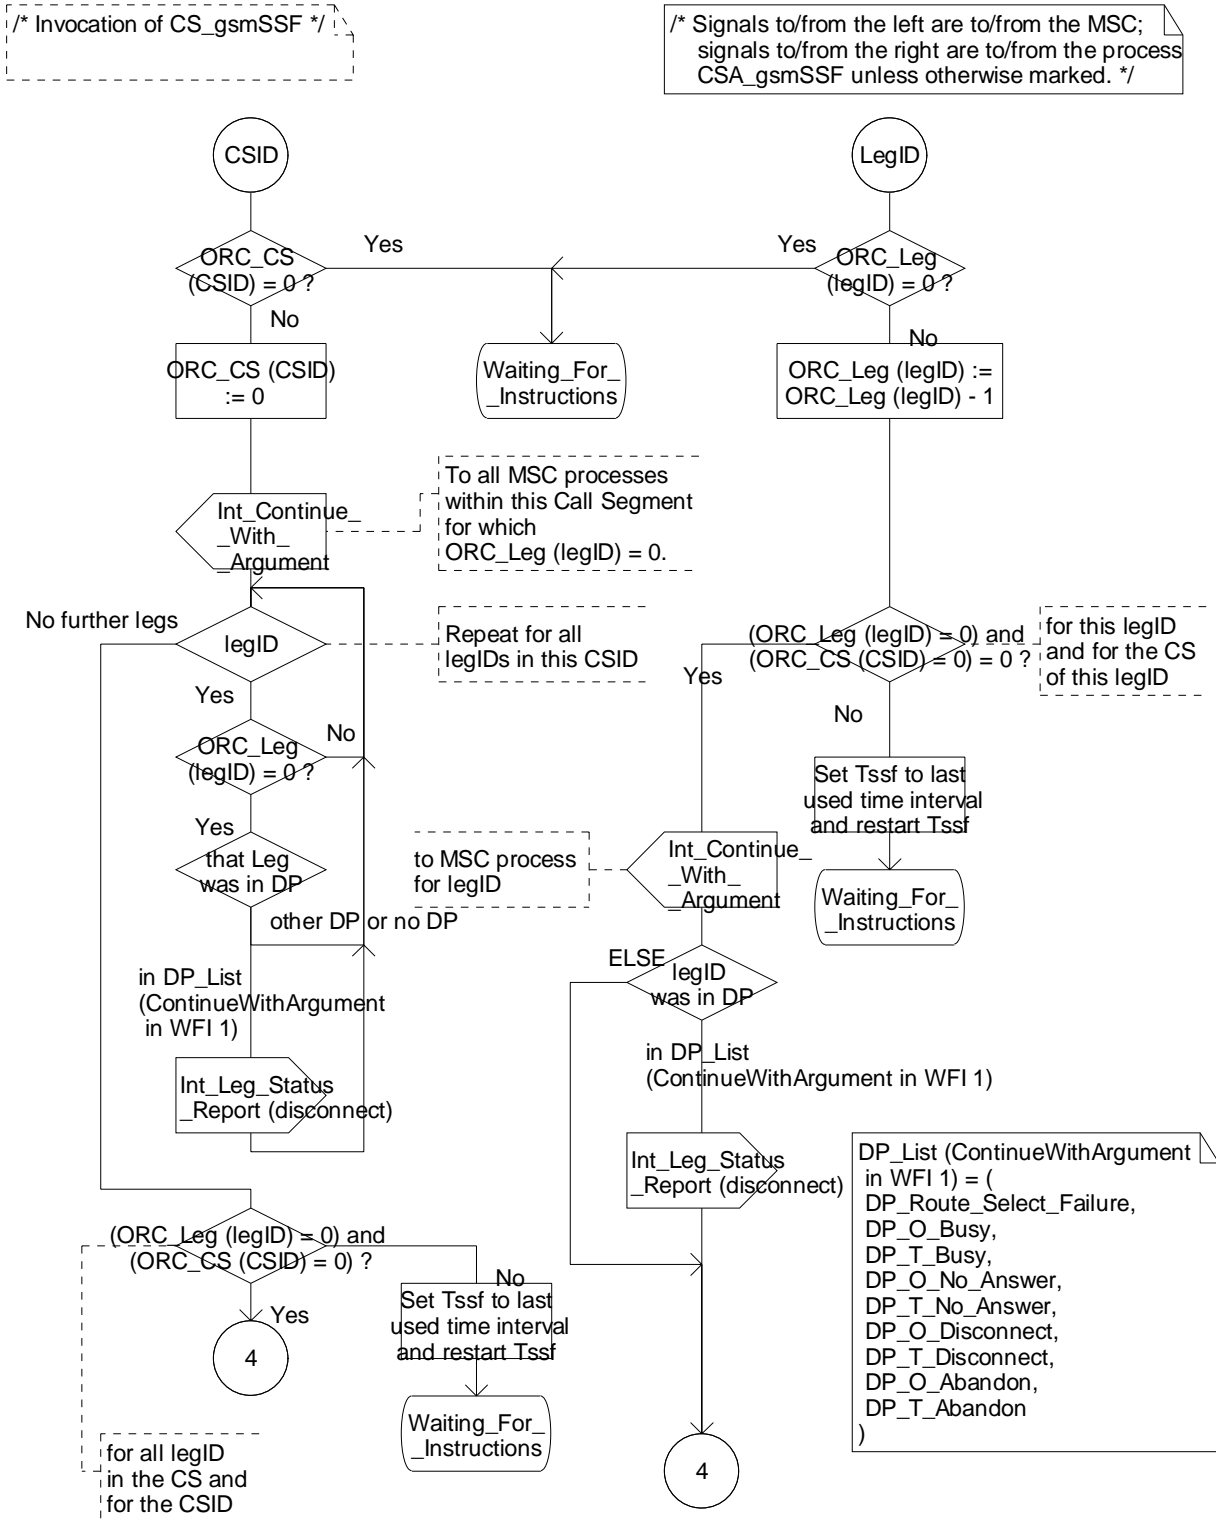 /* Invocation of CS_gsmSSF */
/* Signals to/from the left are to/from the MSC;
signals to/from the right are to/from the process
CSA_gsmSSF unless otherwise marked. */
CSID
LegID
ORC_CS
(CSID) = 0 ?
Yes
Yes
ORC_Leg
(legID) = 0 ?
No
No
ORC_CS (CSID)
:= 0
Waiting_For_
_Instructions
ORC_Leg (legID) :=
ORC_Leg (legID) - 1
Int_Continue_
_With_
_Argument
To all MSC processes
within this Call Segment
for which
ORC_Leg (legID) = 0.
No further legs
legID
Repeat for all
legIDs in this CSID
(ORC_Leg (legID) = 0) and
(ORC_CS (CSID) = 0) = 0 ?
for this legID
and for the CS
of this legID
Yes
Yes
No
ORC_Leg
(legID) = 0 ?
No
Set Tssf to last
used time interval
and restart Tssf
Yes
that Leg
was in DP
to MSC process
for legID
Int_Continue_
_With_
_Argument
Waiting_For_
_Instructions
other DP or no DP
ELSE
legID
was in DP
in DP_List
(ContinueWithArgument
in WFI 1)
in DP_List
(ContinueWithArgument in WFI 1)
Int_Leg_Status
_Report (disconnect)
Int_Leg_Status
_Report (disconnect)
DP_List (ContinueWithArgument
in WFI 1) = (
DP_Route_Select_Failure,
DP_O_Busy,
DP_T_Busy,
DP_O_No_Answer,
DP_T_No_Answer,
DP_O_Disconnect,
DP_T_Disconnect,
DP_O_Abandon,
DP_T_Abandon
)
(ORC_Leg (legID) = 0) and
(ORC_CS (CSID) = 0) ?
No
Yes
Set Tssf to last
used time interval
and restart Tssf
4
Waiting_For_
_Instructions
for all legID
in the CS and
for the CSID
4